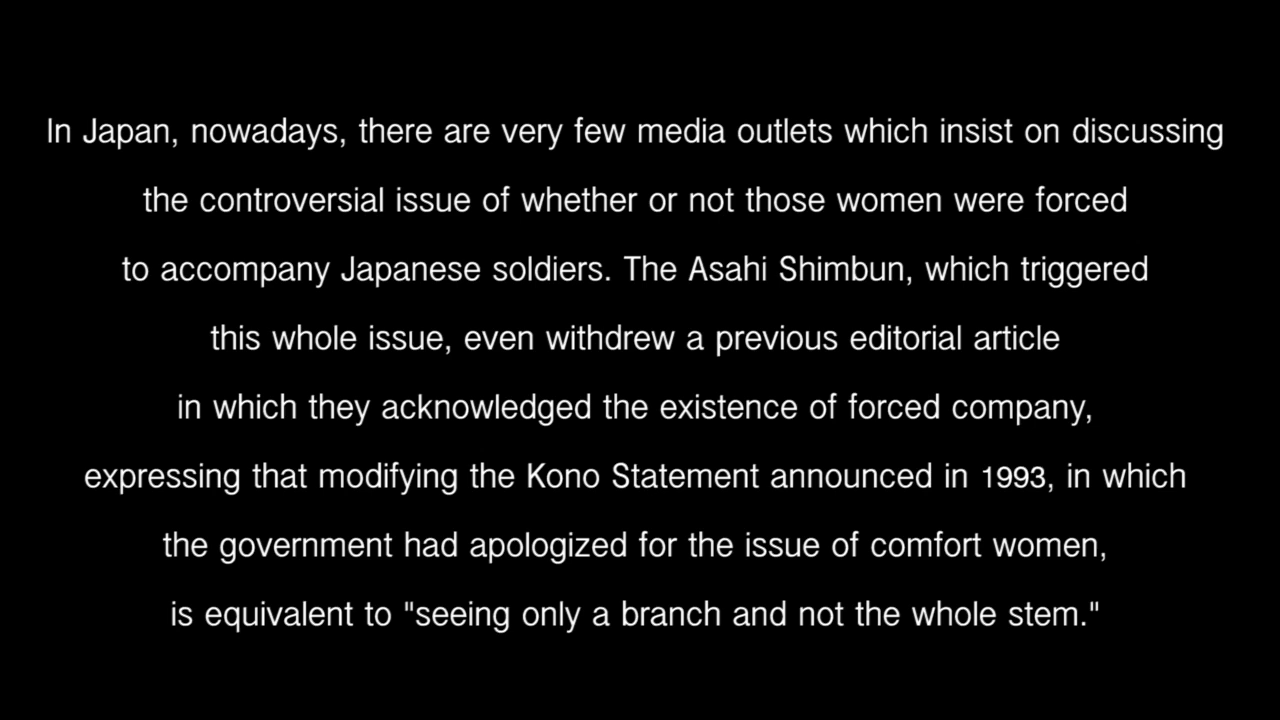 In Japan, nowadays, there are very few media outlets which insist on discussing
the controversial issue of whether or not those women were forced
to accompany Japanese soldiers. The Asahi Shimbun, which triggered
this whole issue, even withdrew a previous editorial article
in which they acknowledged the existence of forced company,
expressing that modifying the Kono Statement announced in 1993, in which
the government had apologized for the issue of comfort women,
is equivalent to "seeing only a branch and not the whole stem."